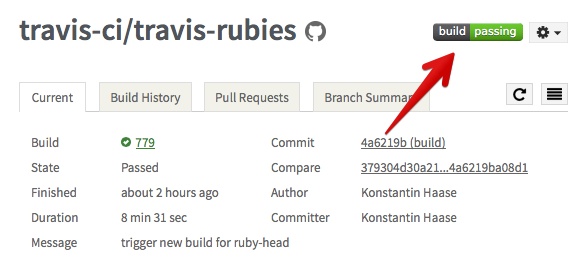 travis-ci/travis-rubies
build passing
Current Build History Pull Requests Branch Summary
Build 779 Commit 4a6219b (build)
State Passed Compare 379304d30a21...4a6219ba08d1
Finished about 2 hours ago Author Konstantin Haase
Duration 8 min 31 sec Committer Konstantin Haase
Message trigger new build for ruby-head